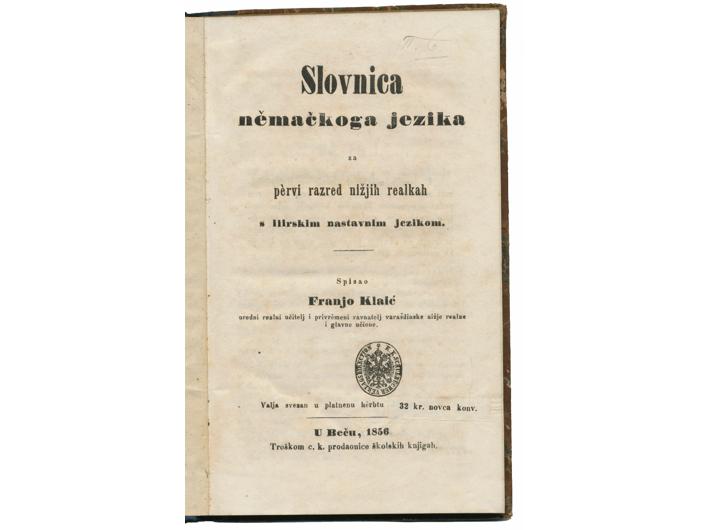 Slovnica
němačkoga jezika
za
pèrvi razred nižjih realkah
s ilirskim nastavnim jezikom.
Spisao
Franjo Klaić
uredni realni učitelj i privrěmeni ravnatelj varaždinske nižje realne
i glavne učione.
Valja svezan u platnenu hèrbtu 32 kr. novca konv.
U Beču, 1856
Troškom c. k. prodaonice školskih knjigah.